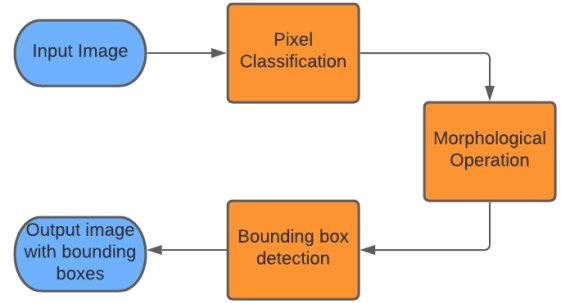 Input Image
Pixel
Classification
Morphological
Operation
Bounding box
detection
Output image
with bounding
boxes